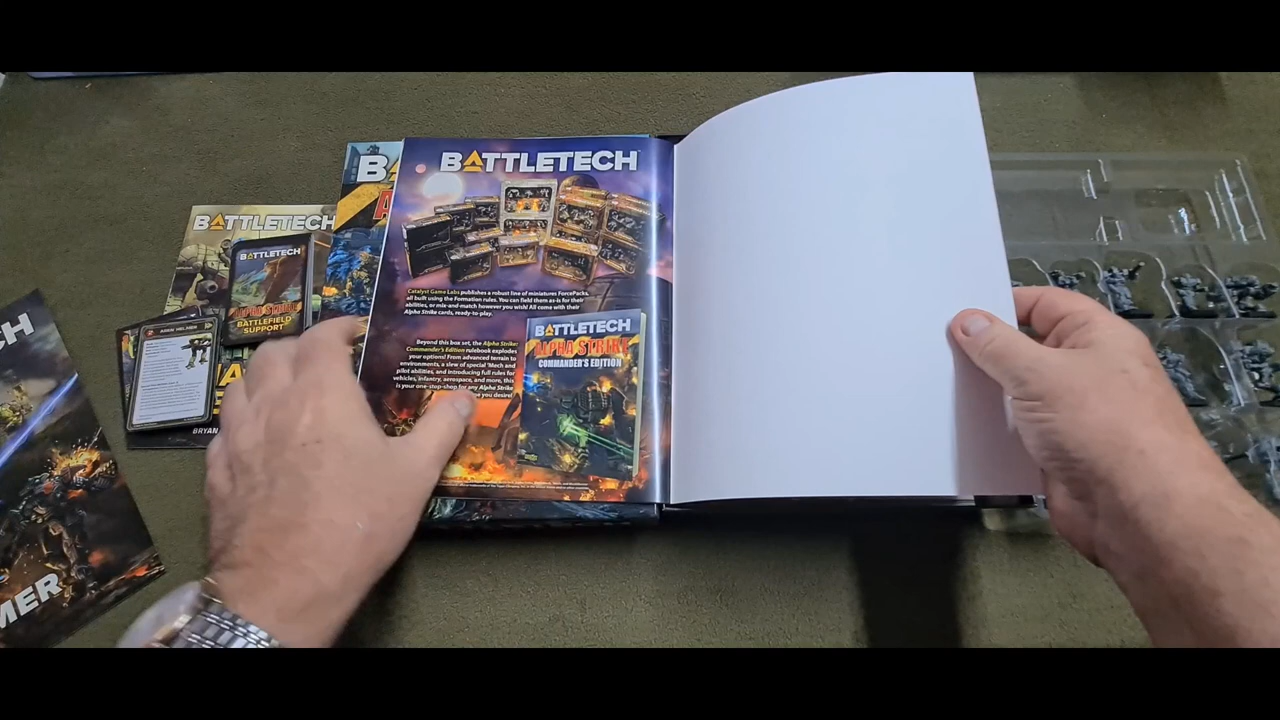 BATTLETECH
Catalyst Game Labs publishes a robust line of miniatures ForcePacks,
all built using the Formation rules. You can field them as-is for their
abilities, or mix-and-match however you wish! All come with their
Alpha Strike cards, ready-to-play.
Beyond this box set, the Alpha Strike:
Commander's Edition rulebook explodes
your options! From advanced terrain to
environments, a slew of special 'Mech and
pilot abilities, and introducing full rules for
vehicles, infantry, aerospace, and more, this
is your one-stop-shop for any Alpha Strike
you desire!
BATTLETECH
ALPHA STRIKE
COMMANDER'S EDITION
BA
A
BATTLETECH
BATTLETECH
ALPHA STRIKE
BATTLEFIELD
SUPPORT
BRYAN
CH
MER